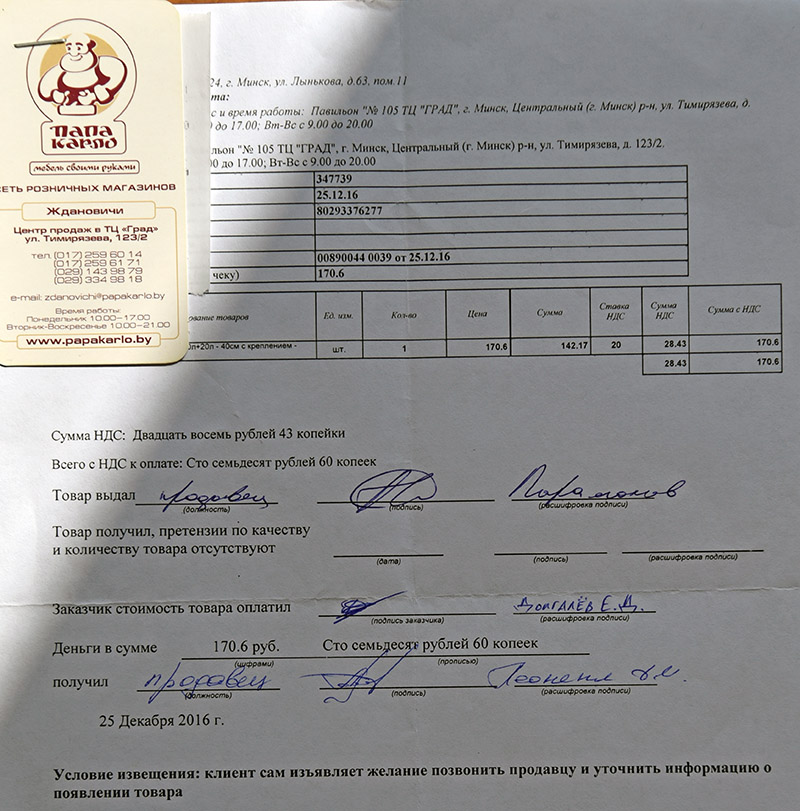 ПАПА
КАРЛО
мебель своими руками
СЕТЬ РОЗНИЧНЫХ МАГАЗИНОВ
Ждановичи
Центр продаж в ТЦ «Град»
ул. Тимирязева, 123/2
тел. (017) 259 60 14
(017) 259 61 71
(029) 143 98 79
(029) 334 98 18
e-mail: zdanovichi@papakarlo.by
Время работы:
Понедельник 10.00–17.00
Вторник-Воскресенье 10.00–21.00
www.papakarlo.by
24, г. Минск, ул. Лынькова, д.63, пом.11
та:
с и время работы: Павильон "№ 105 ТЦ "ГРАД", г. Минск, Центральный (г. Минск) р-н, ул. Тимирязева, д.
0 до 17.00; Вт-Вс с 9.00 до 20.00
льон "№ 105 ТЦ "ГРАД", г. Минск, Центральный (г. Минск) р-н, ул. Тимирязева, д. 123/2.
00 до 17.00; Вт-Вс с 9.00 до 20.00
347739
25.12.16
80293376277
00890044 0039 от 25.12.16
чеку) 170.6
ование товаров Ед. изм. Кол-во Цена Сумма Ставка НДС Сумма НДС Сумма с НДС
л+20л - 40см с креплением - шт. 1 170.6 142.17 20 28.43 170.6
28.43 170.6
Сумма НДС: Двадцать восемь рублей 43 копейки
Всего с НДС к оплате: Сто семьдесят рублей 60 копеек
Товар выдал продавец Парамонов
(должность) (подпись) (расшифровка подписи)
Товар получил, претензии по качеству
и количеству товара отсутствуют
(дата) (подпись) (расшифровка подписи)
Заказчик стоимость товара оплатил Довгалёв Е.Д.
(подпись заказчика) (расшифровка подписи)
Деньги в сумме 170.6 руб. Сто семьдесят рублей 60 копеек
(цифрами) (прописью)
получил продавец
(должность) (подпись) (расшифровка подписи)
25 Декабря 2016 г.
Условие извещения: клиент сам изъявляет желание позвонить продавцу и уточнить информацию о
появлении товара